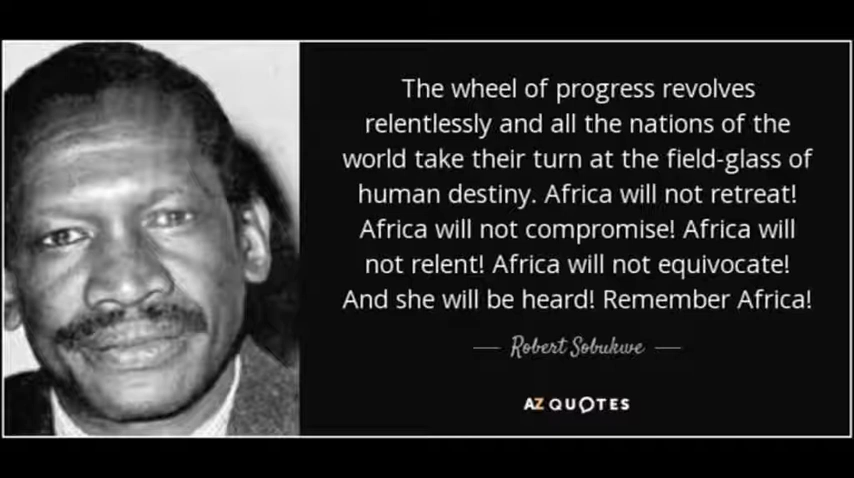 The wheel of progress revolves
relentlessly and all the nations of the
world take their turn at the field-glass of
human destiny. Africa will not retreat!
Africa will not compromise! Africa will
not relent! Africa will not equivocate!
And she will be heard! Remember Africa!
Robert Sobukwe
AZ QUOTES